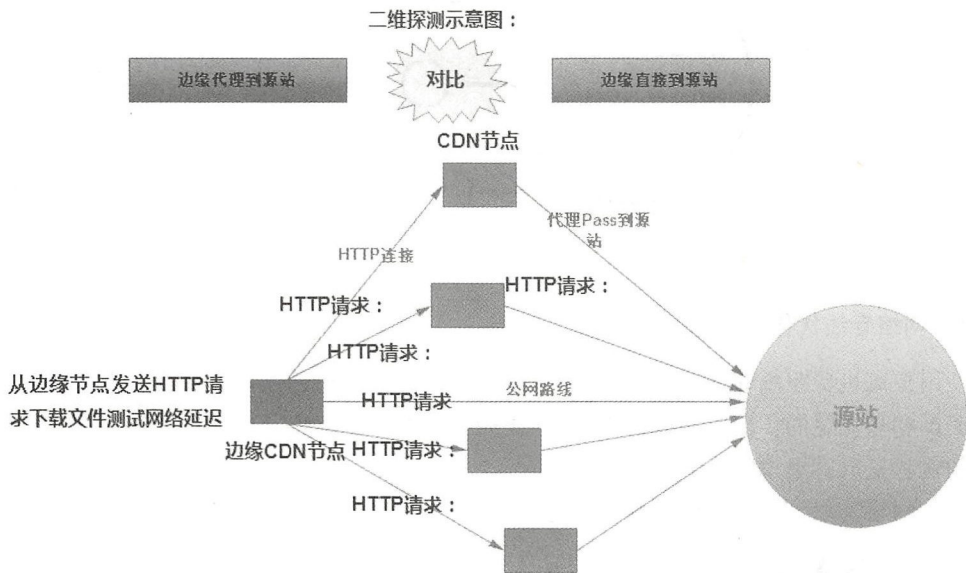 二维探测示意图：
边缘代理到源站
对比
边缘直接到源站
CDN节点
代理Pass到源
站
HTTP连接
HTTP请求：
HTTP请求：
HTTP请求：
从边缘节点发送HTTP请
求下载文件测试网络延迟
HTTP请求
公网路线
源站
边缘CDN节点
HTTP请求：
HTTP请求：